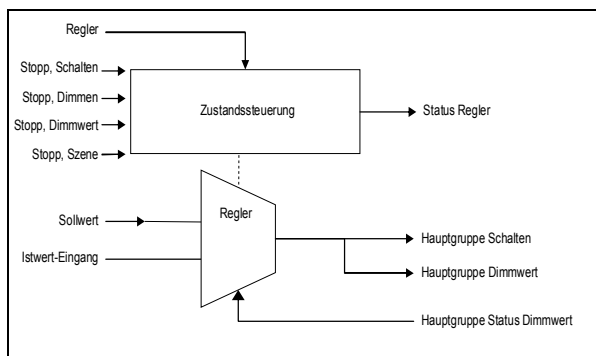 Regler
Stopp, Schalten
Stopp, Dimmen
Stopp, Dimmwert
Stopp, Szene
Zustandssteuerung
Status Regler
Regler
Sollwert
Istwert-Eingang
Hauptgruppe Schalten
Hauptgruppe Dimmwert
Hauptgruppe Status Dimmwert